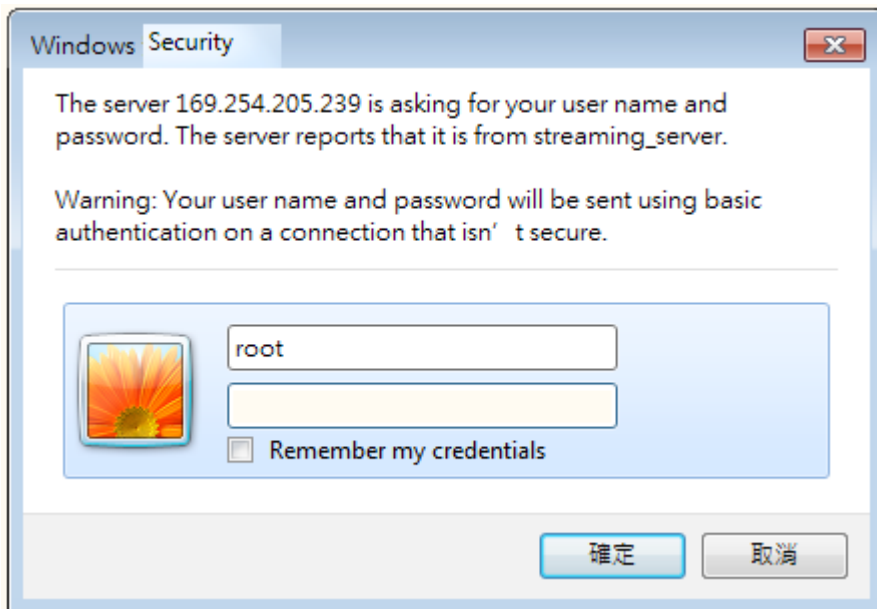 Windows Security
The server 169.254.205.239 is asking for your user name and
password. The server reports that it is from streaming_server.
Warning: Your user name and password will be sent using basic
authentication on a connection that isn’ t secure.
root
Remember my credentials
確定 取消